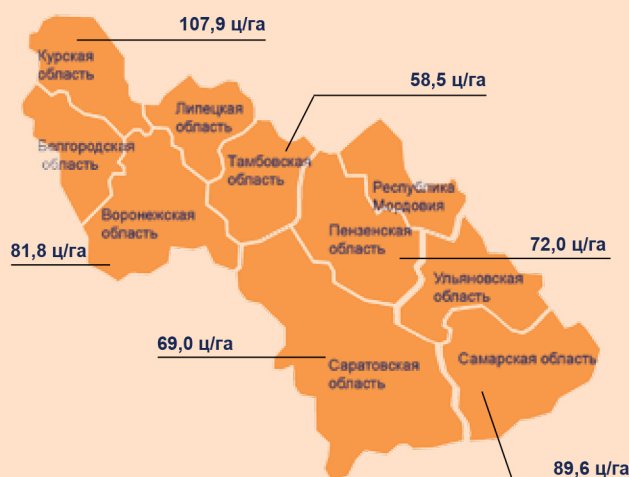 107,9 ц/га
Курская
область
58,5 ц/га
Липецкая
область
Белгородская
область
Тамбовская
область
Республика
Мордовия
Воронежская
область
Пензенская
область
81,8 ц/га
72,0 ц/га
Ульяновская
область
69,0 ц/га
Саратовская
область
Самарская область
89,6 ц/га